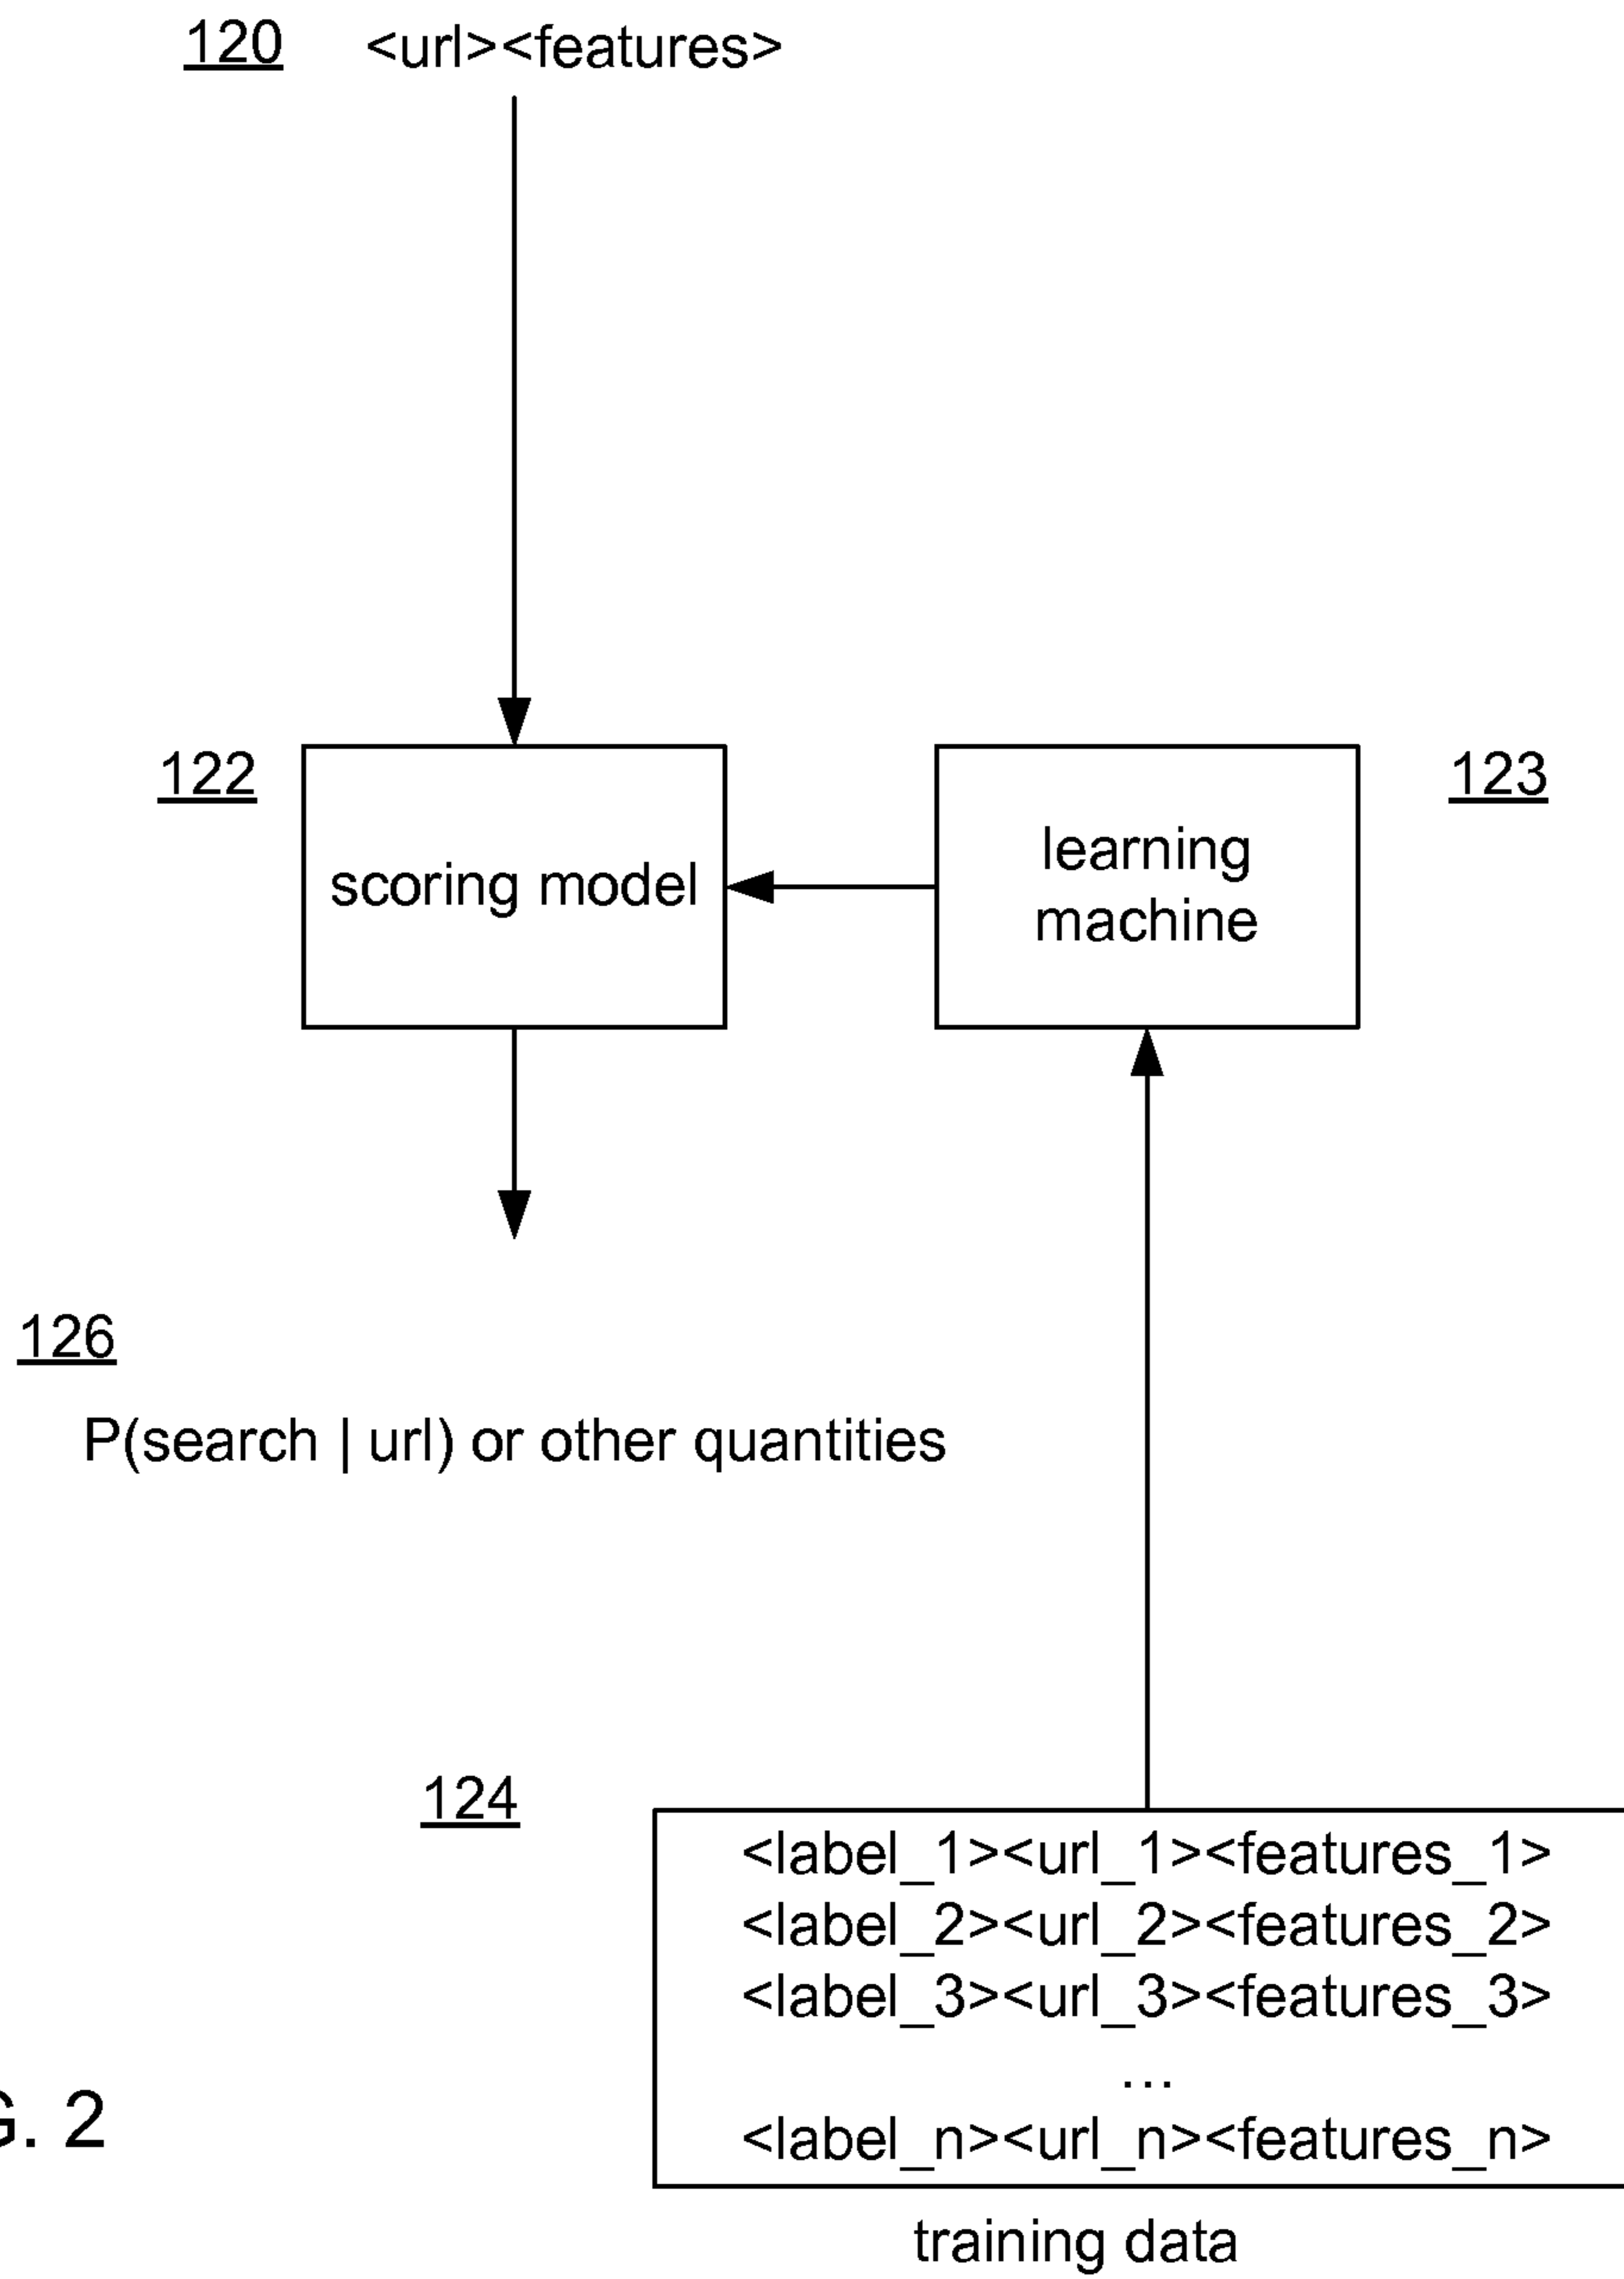 120 <url><features>
122
scoring model
learning
machine
123
126
P(search | url) or other quantities
124
<label_1><url_1><features_1>
<label_2><url_2><features_2>
<label_3><url_3><features_3>
...
<label_n><url_n><features_n>
training data
G. 2